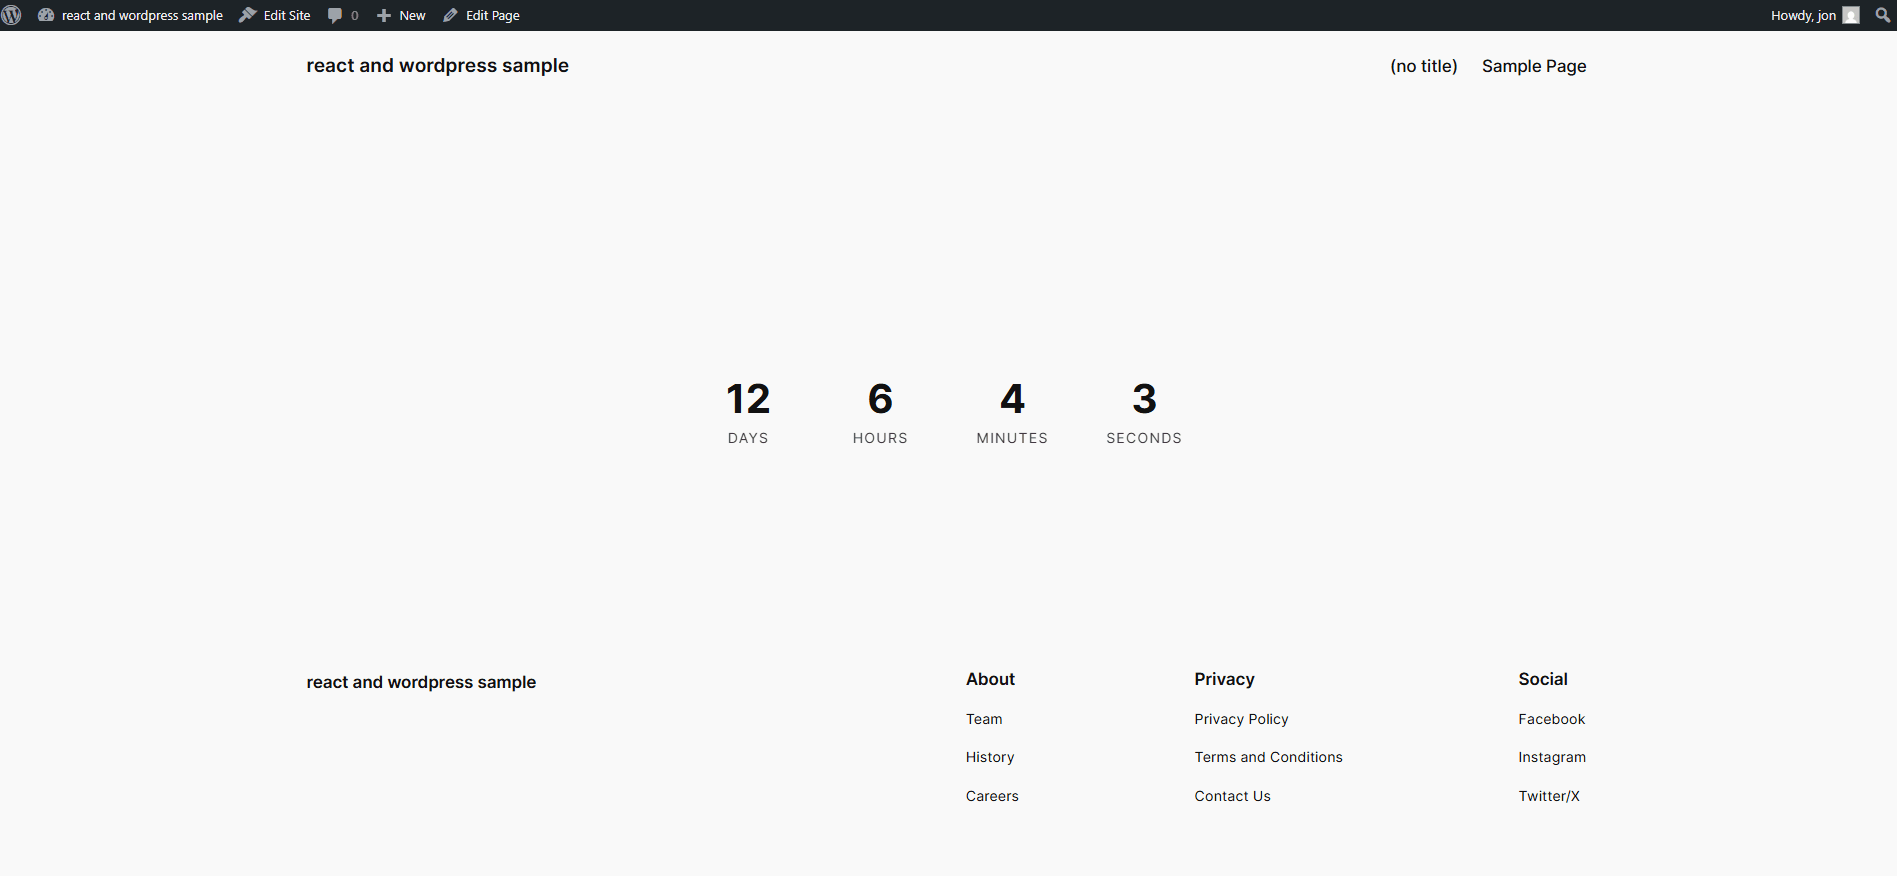 react and wordpress sample Edit Site 0 New Edit Page Howdy, jon
react and wordpress sample (no title) Sample Page
12 6 4 3
DAYS HOURS MINUTES SECONDS
react and wordpress sample About Privacy Social
Team Privacy Policy Facebook
History Terms and Conditions Instagram
Careers Contact Us Twitter/X